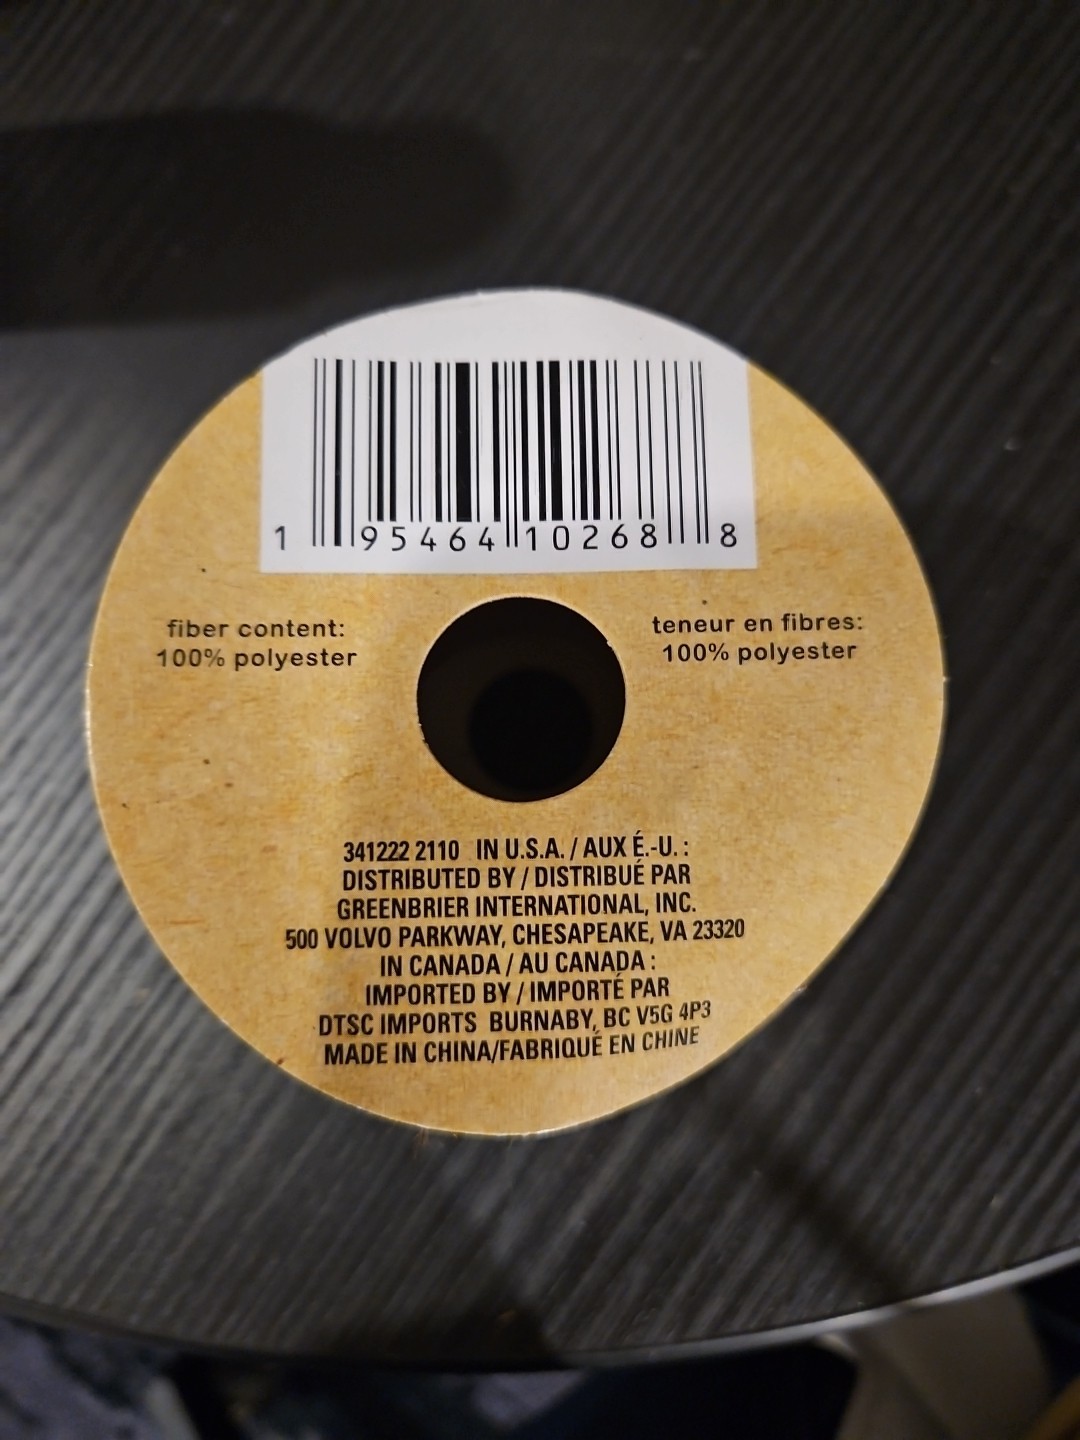 1 95464 10268 8
fiber content:
100% polyester
teneur en fibres:
100% polyester
341222 2110 IN U.S.A. / AUX É.-U. :
DISTRIBUTED BY / DISTRIBUÉ PAR
GREENBRIER INTERNATIONAL, INC.
500 VOLVO PARKWAY, CHESAPEAKE, VA 23320
IN CANADA / AU CANADA :
IMPORTED BY / IMPORTÉ PAR
DTSC IMPORTS BURNABY, BC V5G 4P3
MADE IN CHINA/FABRIQUÉ EN CHINE